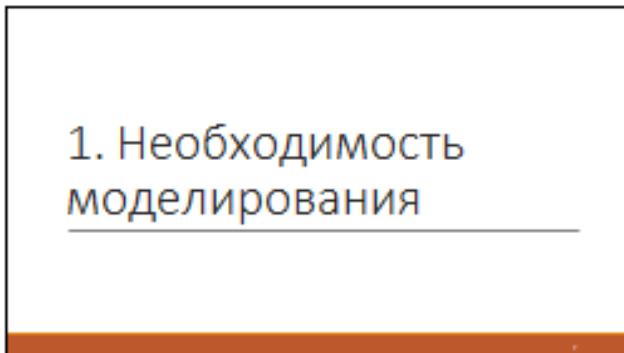 1. Необходимость
моделирования